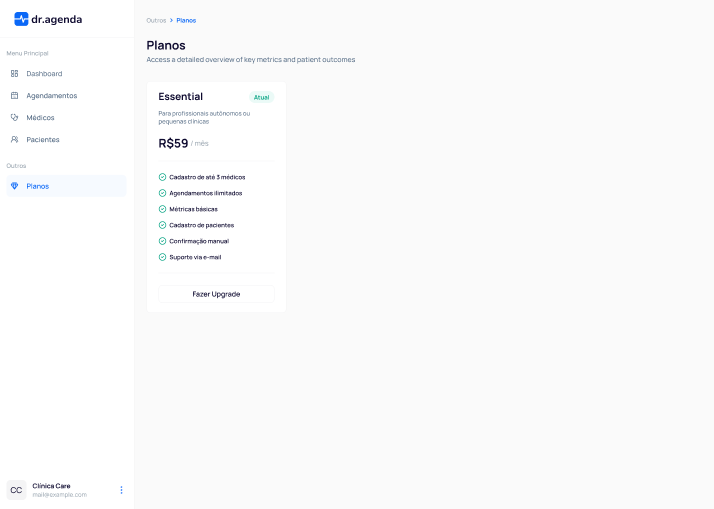 dr.agenda
Menu Principal
Dashboard
Agendamentos
Médicos
Pacientes
Outros
Planos
CC
Clínica Care
mail@example.com
Outros
Planos
Planos
Access a detailed overview of key metrics and patient outcomes
Essential
Atual
Para profissionais autônomos ou
pequenas clínicas
R$59 / mês
Cadastro de até 3 médicos
Agendamentos ilimitados
Métricas básicas
Cadastro de pacientes
Confirmação manual
Suporte via e-mail
Fazer Upgrade